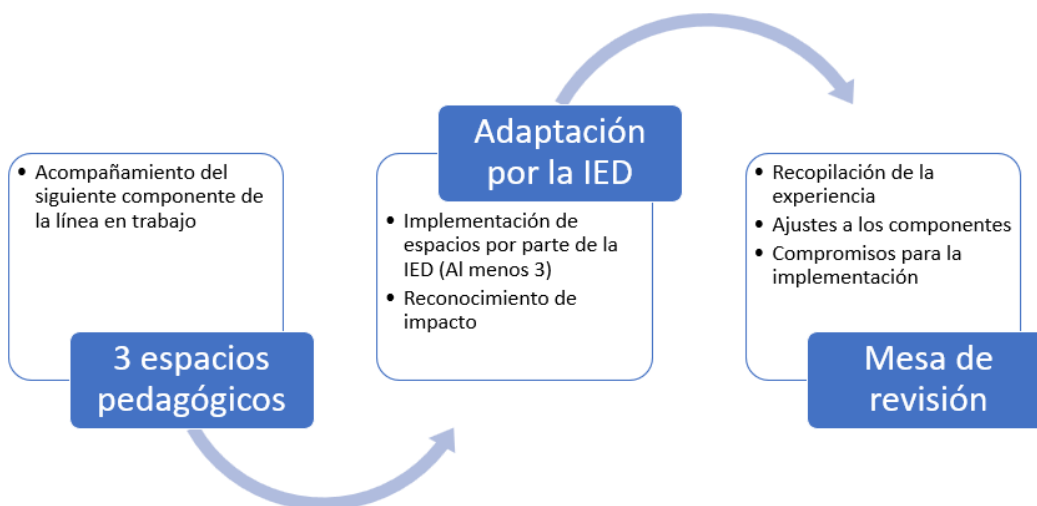 • Acompañamiento del
siguiente componente de
la línea en trabajo
3 espacios
pedagógicos
Adaptación
por la IED
• Implementación de
espacios por parte de la
IED (Al menos 3)
• Reconocimiento de
impacto
• Recopilación de la
experiencia
• Ajustes a los componentes
• Compromisos para la
implementación
Mesa de
revisión